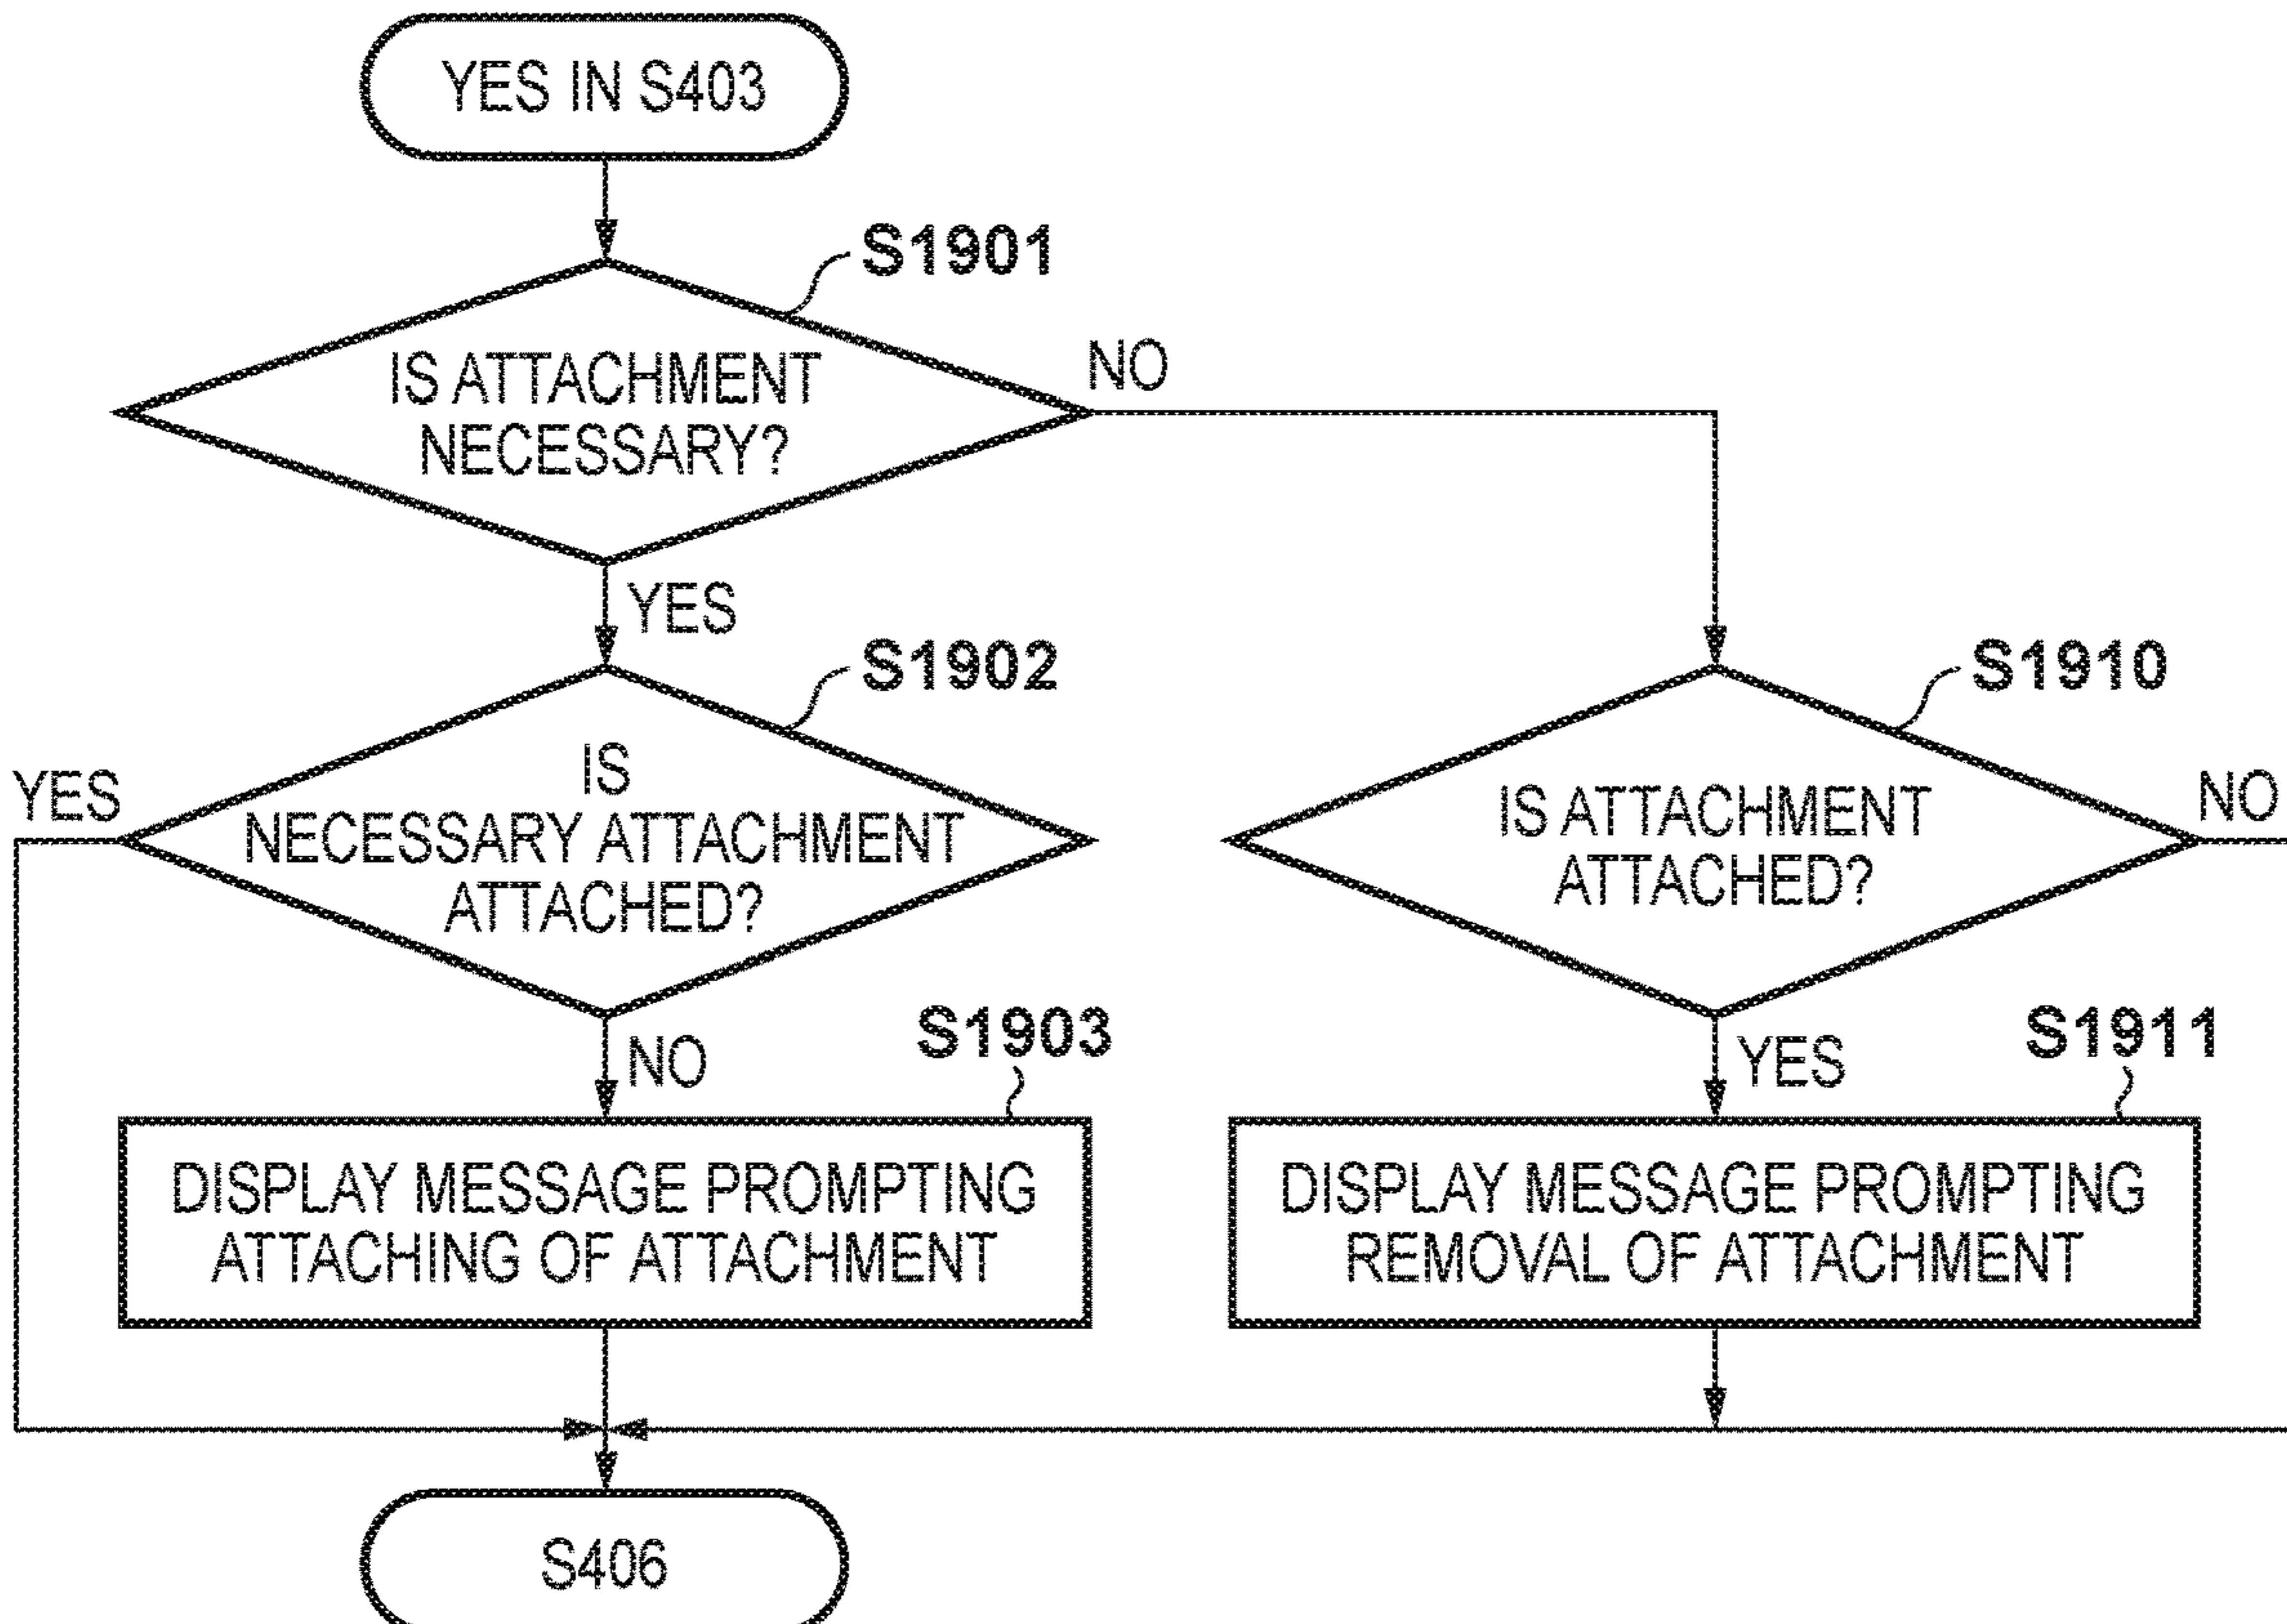 YES IN S403
S1901
IS ATTACHMENT
NECESSARY?
NO
YES
S1902
IS
NECESSARY ATTACHMENT
ATTACHED?
YES
NO
S1903
DISPLAY MESSAGE PROMPTING
ATTACHING OF ATTACHMENT
S1910
IS ATTACHMENT
ATTACHED?
NO
YES
S1911
DISPLAY MESSAGE PROMPTING
REMOVAL OF ATTACHMENT
S406